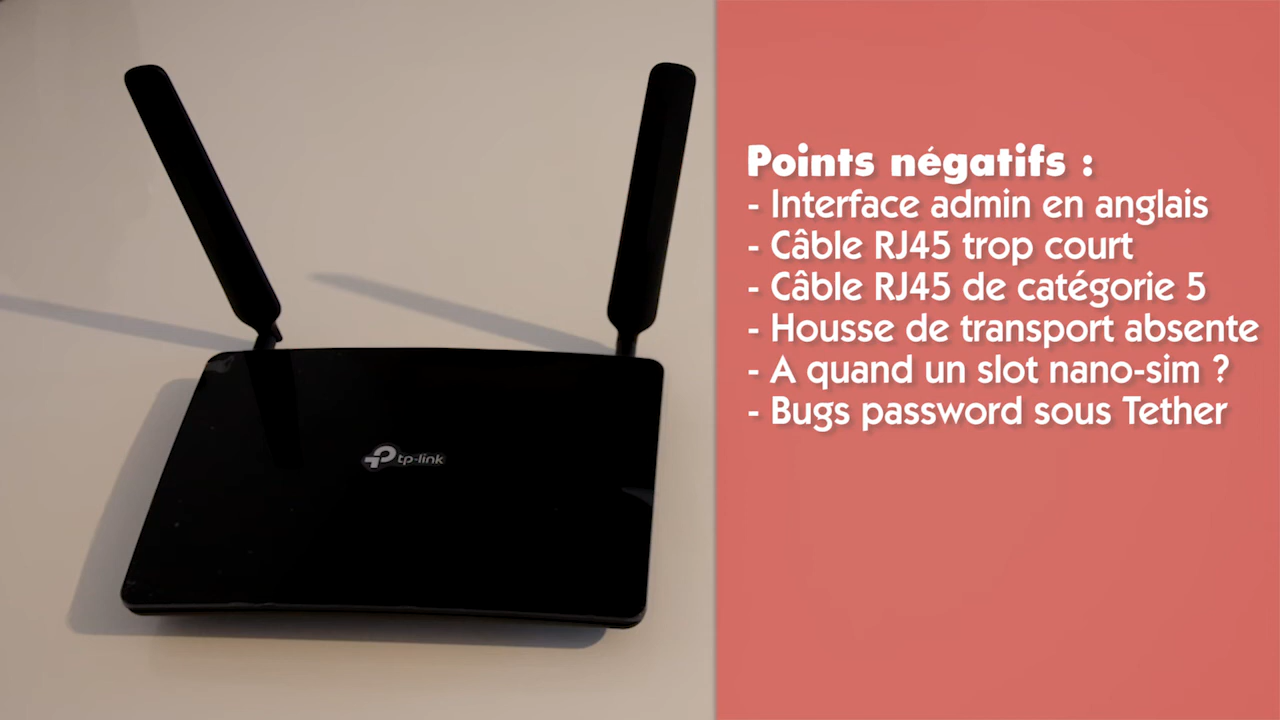 tp-link
Points négatifs :
- Interface admin en anglais
- Câble RJ45 trop court
- Câble RJ45 de catégorie 5
- Housse de transport absente
- A quand un slot nano-sim ?
- Bugs password sous Tether